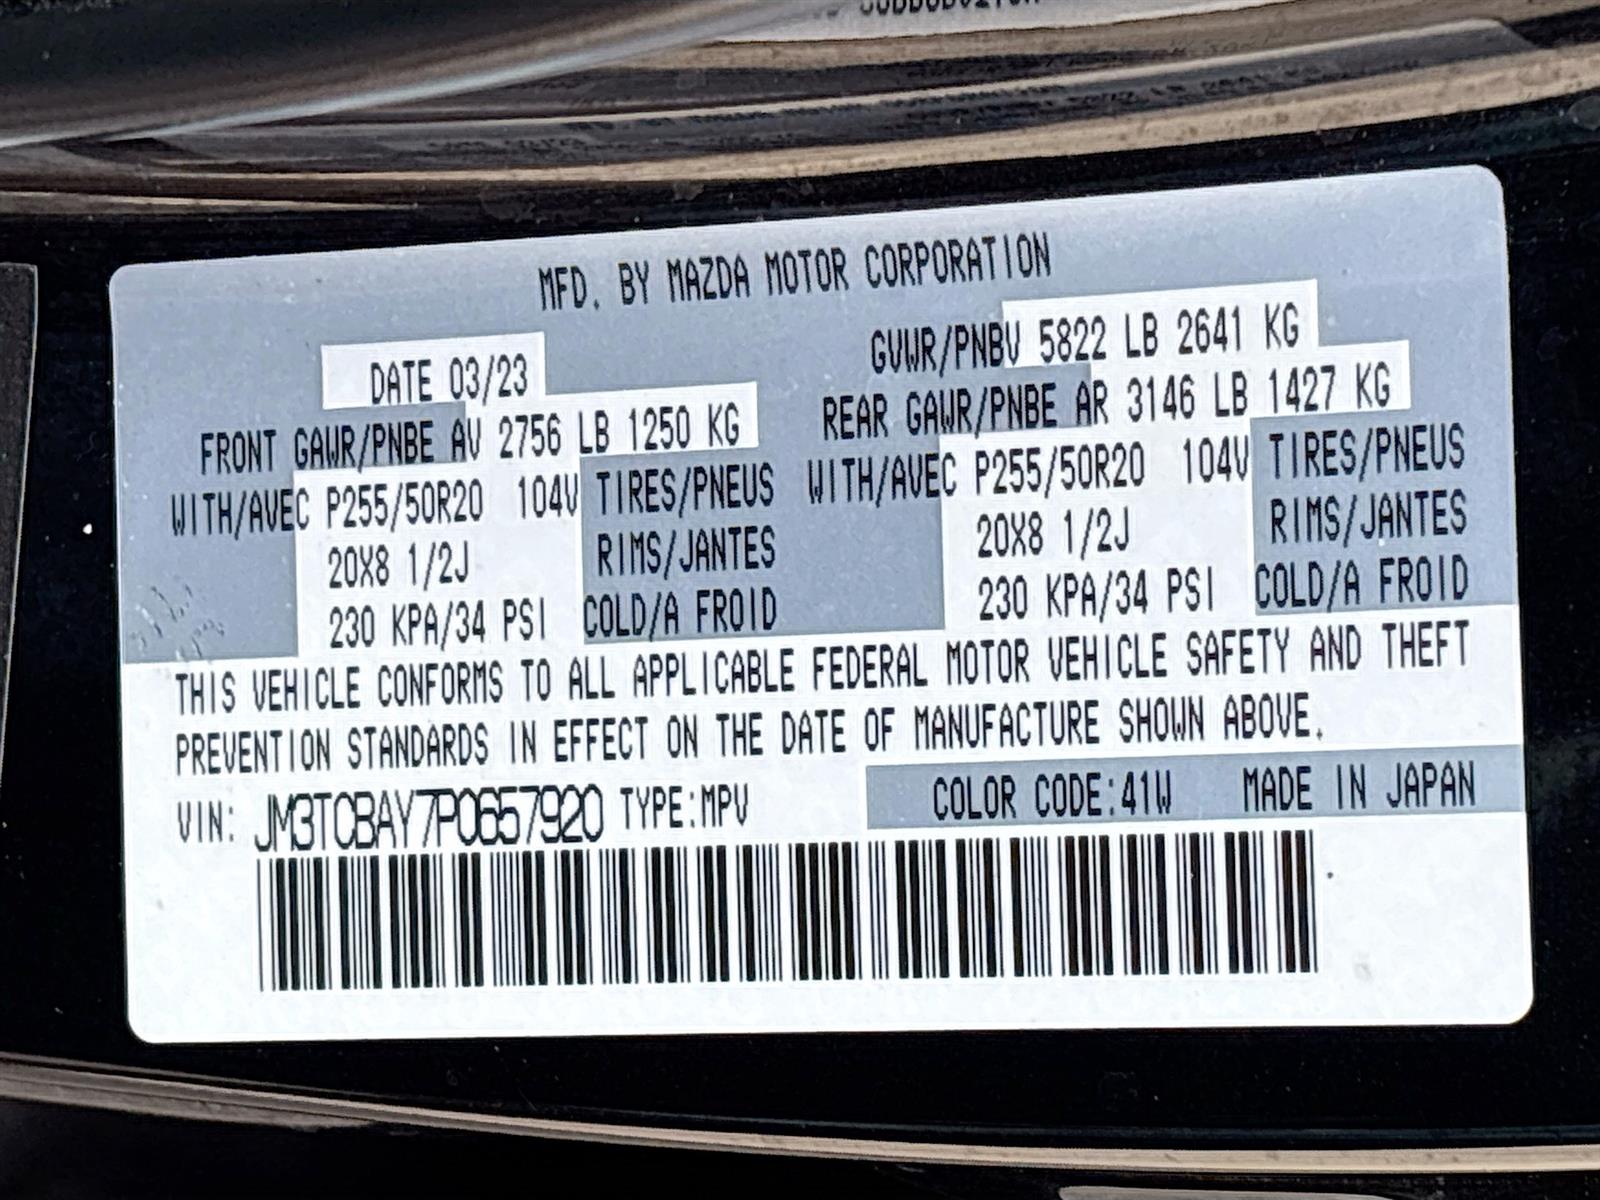 MFD. BY MAZDA MOTOR CORPORATION
DATE 03/23
GVWR/PNBV 5822 LB 2641 KG
FRONT GAWR/PNBE AV 2756 LB 1250 KG
REAR GAWR/PNBE AR 3146 LB 1427 KG
WITH/AVEC P255/50R20 104V TIRES/PNEUS
WITH/AVEC P255/50R20 104V TIRES/PNEUS
20X8 1/2J RIMS/JANTES
20X8 1/2J RIMS/JANTES
230 KPA/34 PSI COLD/A FROID
230 KPA/34 PSI COLD/A FROID
THIS VEHICLE CONFORMS TO ALL APPLICABLE FEDERAL MOTOR VEHICLE SAFETY AND THEFT
PREVENTION STANDARDS IN EFFECT ON THE DATE OF MANUFACTURE SHOWN ABOVE.
VIN: JM3TCBAY7P0657920 TYPE:MPV
COLOR CODE:41W MADE IN JAPAN